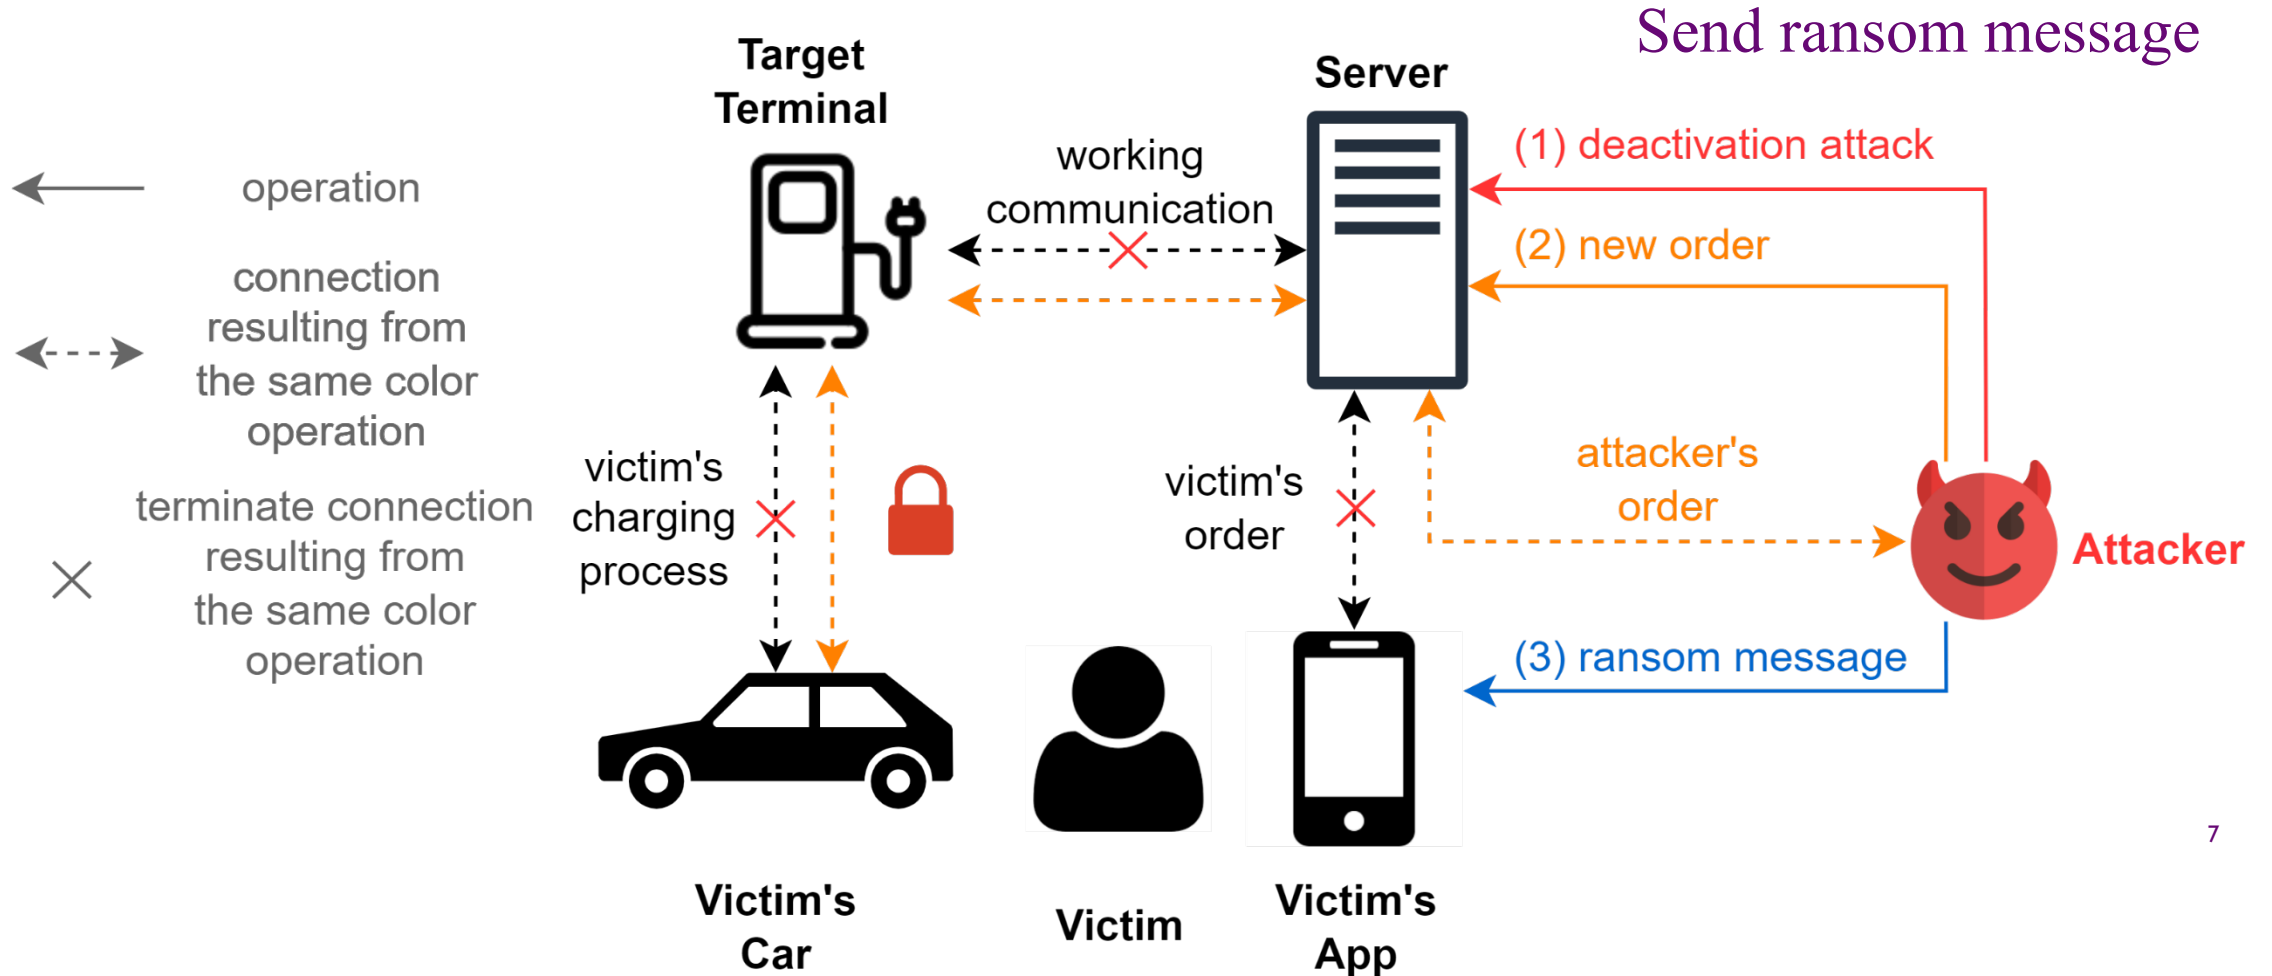 Send ransom message
Target
Terminal
Server
working
communication
(1) deactivation attack
(2) new order
operation
connection
resulting from
the same color
operation
terminate connection
resulting from
the same color
operation
victim's
charging
process
victim's
order
attacker's
order
Attacker
(3) ransom message
Victim's
Car
Victim
Victim's
App
7